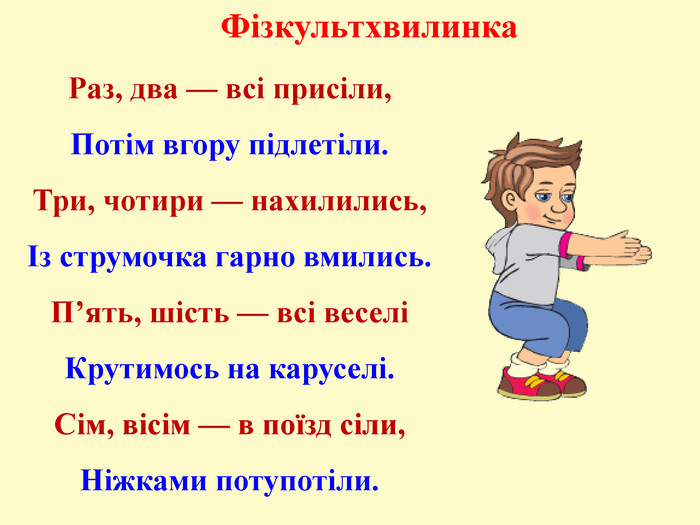 Фізкультхвилинка
Раз, два — всі присіли,
Потім вгору підлетіли.
Три, чотири — нахилились,
Із струмочка гарно вмились.
П’ять, шість — всі веселі
Крутимось на каруселі.
Сім, вісім — в поїзд сіли,
Ніжками потупотіли.